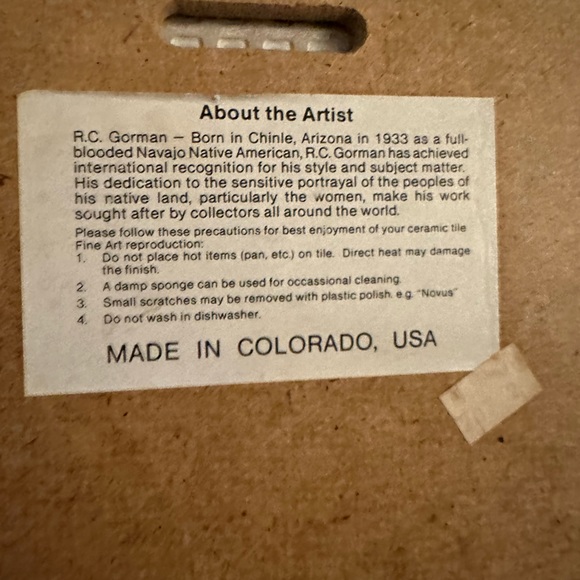 About the Artist
R.C. Gorman – Born in Chinle, Arizona in 1933 as a full-
blooded Navajo Native American, R.C. Gorman has achieved
international recognition for his style and subject matter.
His dedication to the sensitive portrayal of the peoples of
his native land, particularly the women, make his work
sought after by collectors all around the world.
Please follow these precautions for best enjoyment of your ceramic tile
Fine Art reproduction:
1. Do not place hot items (pan, etc.) on tile. Direct heat may damage
the finish.
2. A damp sponge can be used for occassional cleaning.
3. Small scratches may be removed with plastic polish. e.g. "Novus"
4. Do not wash in dishwasher.
MADE IN COLORADO, USA